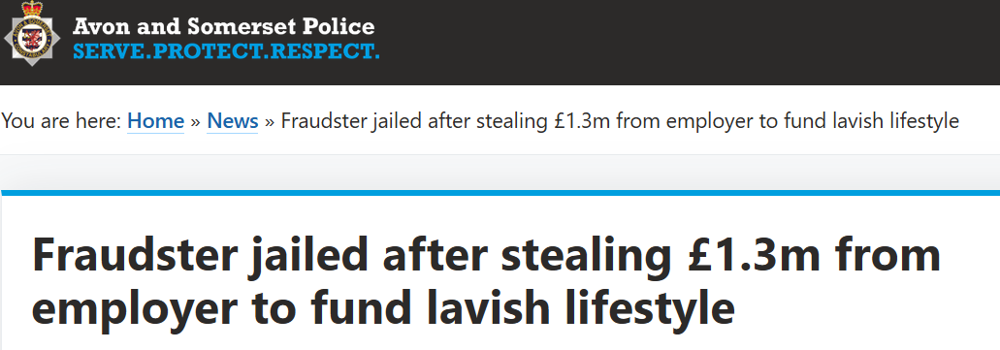 Avon and Somerset Police
SERVE.PROTECT.RESPECT.
You are here: Home » News » Fraudster jailed after stealing £1.3m from employer to fund lavish lifestyle
Fraudster jailed after stealing £1.3m from
employer to fund lavish lifestyle